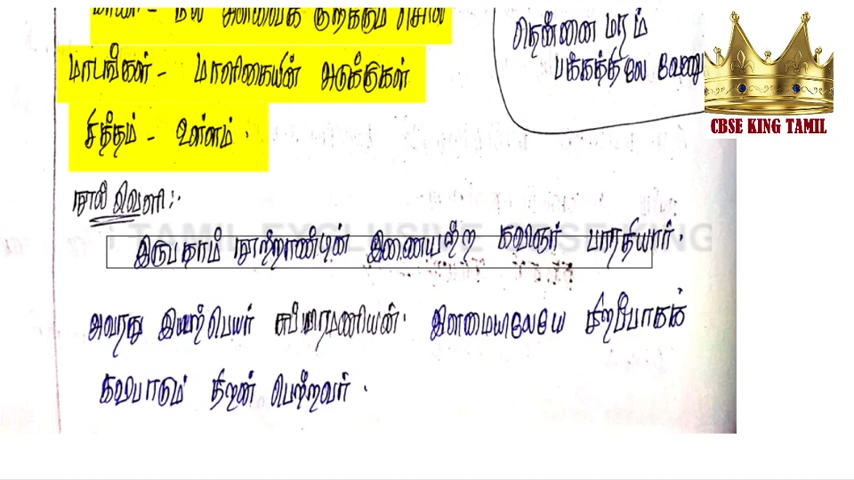 காணி - நில அளவைக் குறிக்கும் சொல்
மாடங்கள் - மாளிகையின் அடுக்குகள்
சித்தம் - உள்ளம்.
தென்னை மரம்
பக்கத்திலே வேணும்
CBSE KING TAMIL
நூல் வெளி:
இருபதாம் நூற்றாண்டின் இணையற்ற கவிஞர் பாரதியார்.
அவரது இயற்பெயர் சுப்பிரமணியன். இளமையிலேயே சிறப்பாகக்
கவிபாடும் திறன் பெற்றவர்.